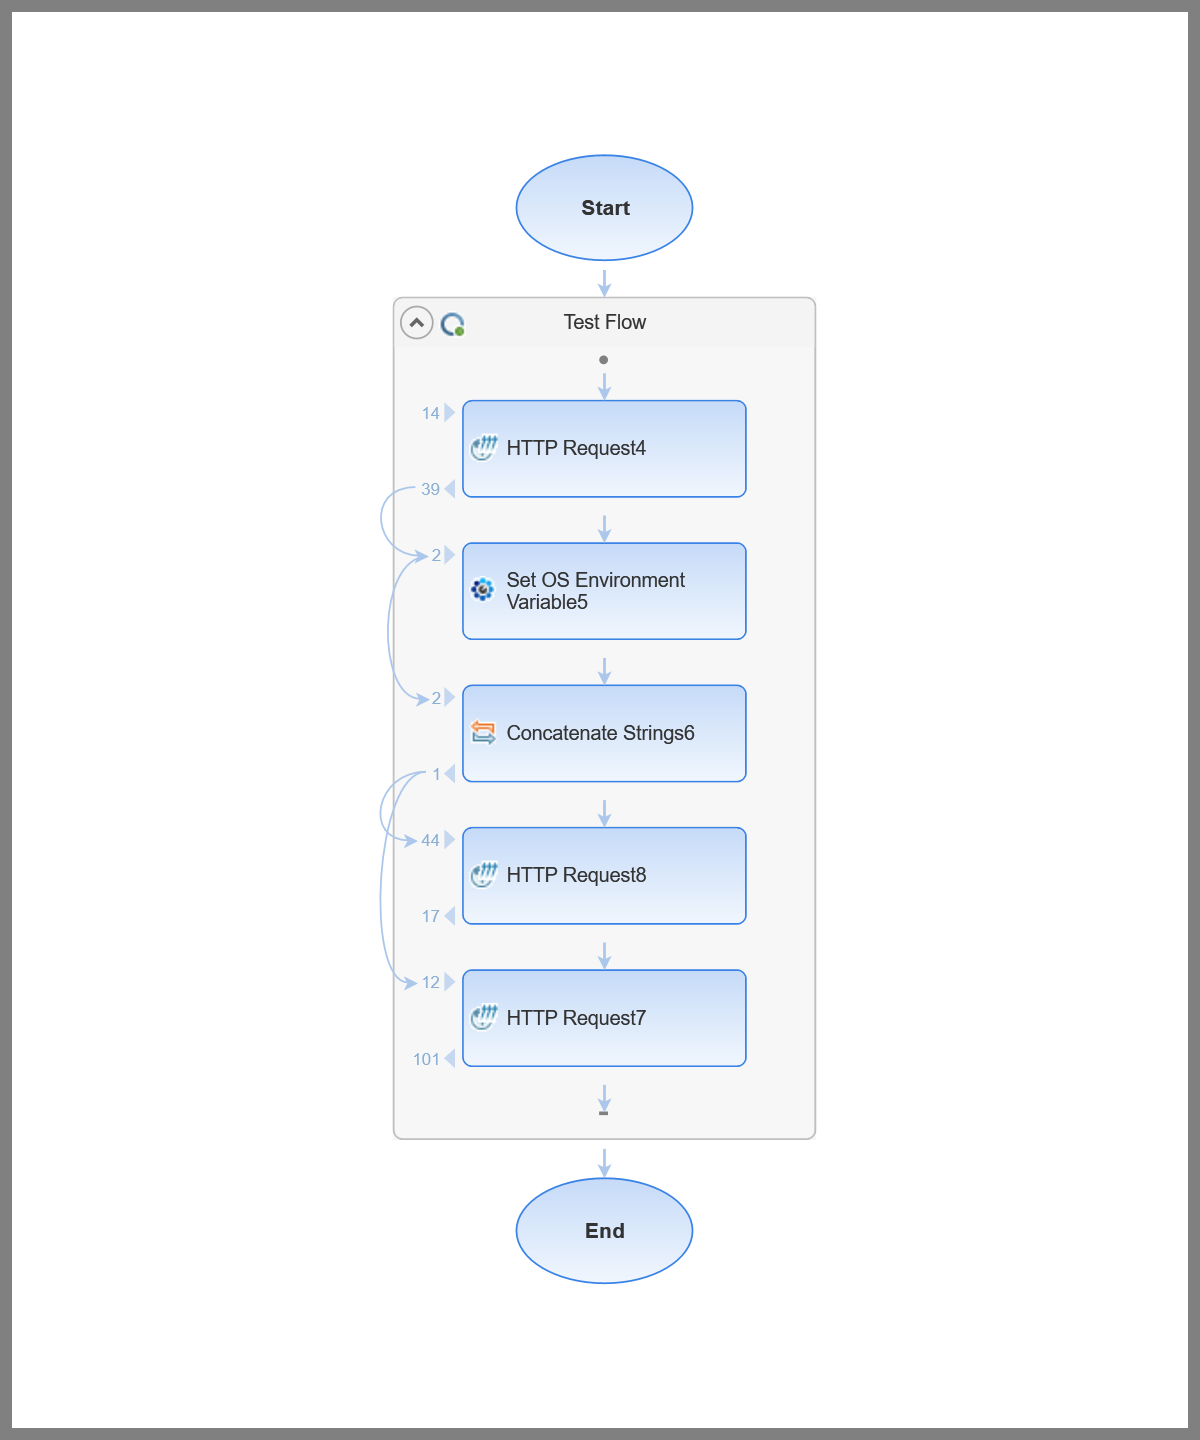 Start
Test Flow
14
HTTP Request4
39
2
Set OS Environment
Variable5
2
Concatenate Strings6
1
44
HTTP Request8
17
12
HTTP Request7
101
End